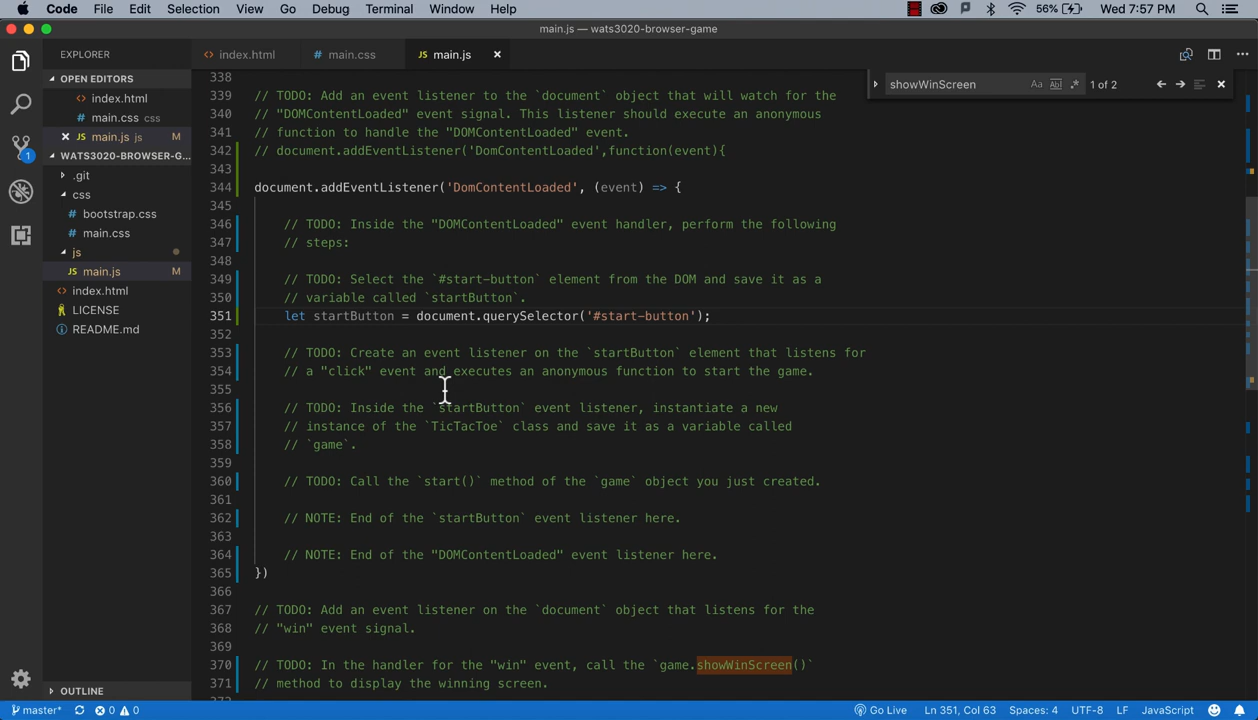 Code File Edit Selection View Go Debug Terminal Window Help 56% Wed 7:57 PM
main.js — wats3020-browser-game
EXPLORER
OPEN EDITORS
index.html
main.css css
main.js js M
WATS3020-BROWSER-G...
.git
css
bootstrap.css
main.css
js
main.js M
index.html
LICENSE
README.md
OUTLINE
index.html main.css main.js
showWinScreen Aa Abl .* 1 of 2
338
339 // TODO: Add an event listener to the `document` object that will watch for the
340 // "DOMContentLoaded" event signal. This listener should execute an anonymous
341 // function to handle the "DOMContentLoaded" event.
342 // document.addEventListener('DomContentLoaded',function(event){
343
344 document.addEventListener('DomContentLoaded', (event) => {
345
346 // TODO: Inside the "DOMContentLoaded" event handler, perform the following
347 // steps:
348
349 // TODO: Select the `#start-button` element from the DOM and save it as a
350 // variable called `startButton`.
351 let startButton = document.querySelector('#start-button');
352
353 // TODO: Create an event listener on the `startButton` element that listens for
354 // a "click" event and executes an anonymous function to start the game.
355
356 // TODO: Inside the `startButton` event listener, instantiate a new
357 // instance of the `TicTacToe` class and save it as a variable called
358 // `game`.
359
360 // TODO: Call the `start()` method of the `game` object you just created.
361
362 // NOTE: End of the `startButton` event listener here.
363
364 // NOTE: End of the "DOMContentLoaded" event listener here.
365 })
366
367 // TODO: Add an event listener on the `document` object that listens for the
368 // "win" event signal.
369
370 // TODO: In the handler for the "win" event, call the `game.showWinScreen()`
371 // method to display the winning screen.
372
master* 0 0 Go Live Ln 351, Col 63 Spaces: 4 UTF-8 LF JavaScript
1